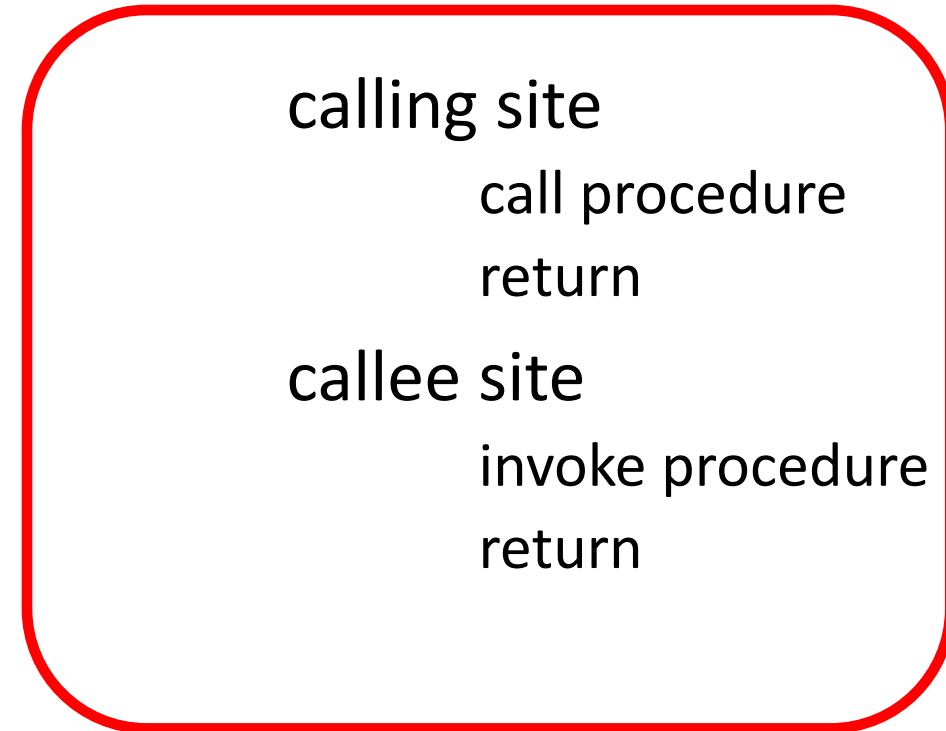 calling site
call procedure
return
callee site
invoke procedure
return